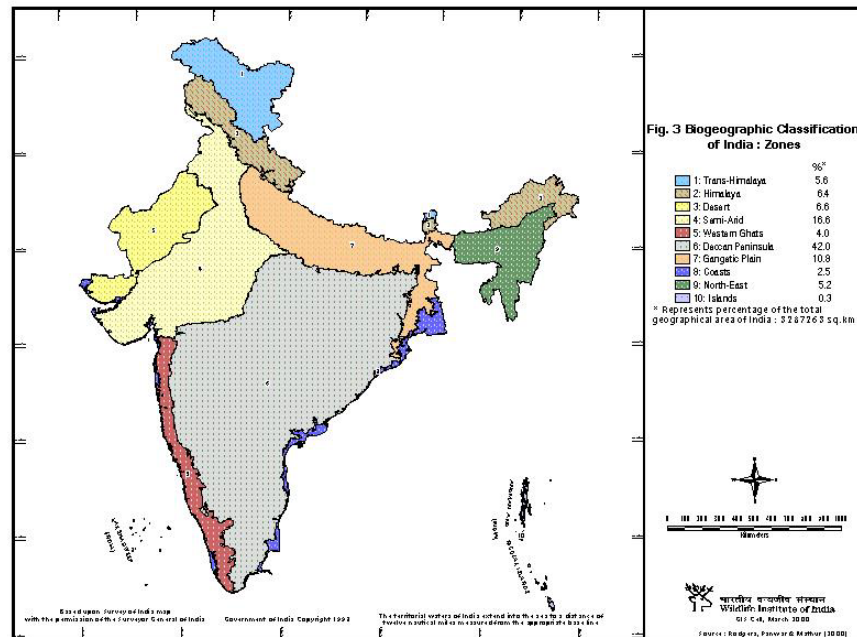 Fig. 3 Biogeographic Classification
of India : Zones
%*
1: Trans-Himalaya 5.6
2: Himalaya 6.4
3: Desert 6.6
4: Semi-Arid 16.6
5: Western Ghats 4.0
6: Deccan Peninsula 42.0
7: Gangetic Plain 10.8
8: Coasts 2.5
9: North-East 5.2
10: Islands 0.3
* Represents percentage of the total
geographical area of India : 3287263 sq.km
Kilometers
भारतीय वन्यजीव संस्थान
Wildlife Institute of India
GIS Cell, March 2000
Source : Rodgers, Panwar & Mathur (2000)
Based upon Survey of India map
with the permission of the Surveyor General of India
Government of India Copyright 1998
The territorial waters of India extend into the sea to a distance of
twelve nautical miles measured from the appropriate baseline